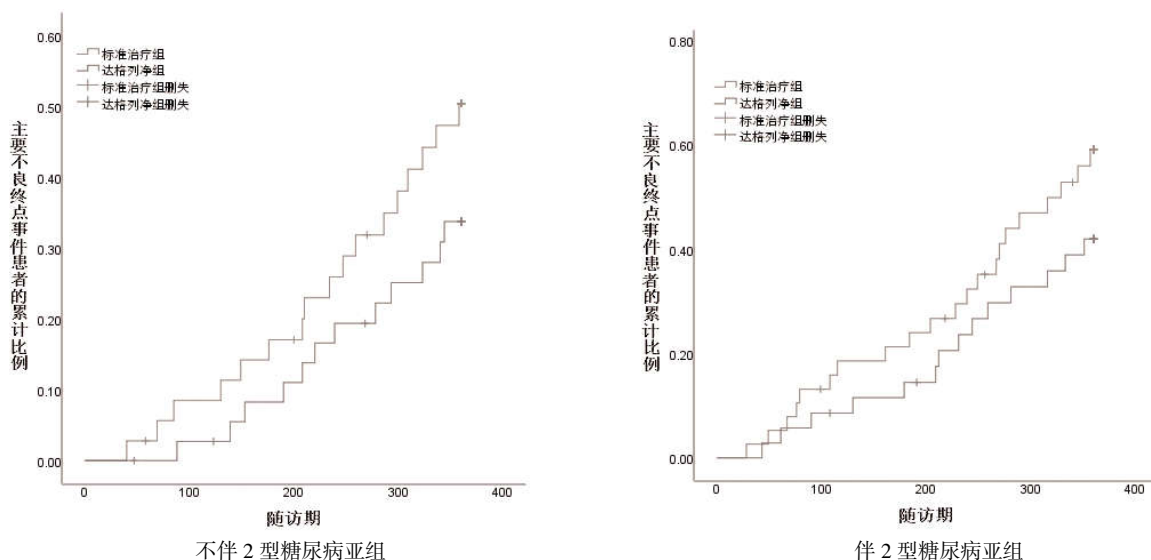 主要不良终点事件患者的累计比例
0.60
0.50
0.40
0.30
0.20
0.10
0.00
标准治疗组
达格列净组
标准治疗组删失
达格列净组删失
0 100 200 300 400
随访期
不伴 2 型糖尿病亚组
主要不良终点事件患者的累计比例
0.80
0.60
0.40
0.20
0.00
标准治疗组
达格列净组
标准治疗组删失
达格列净组删失
0 100 200 300 400
随访期
伴 2 型糖尿病亚组